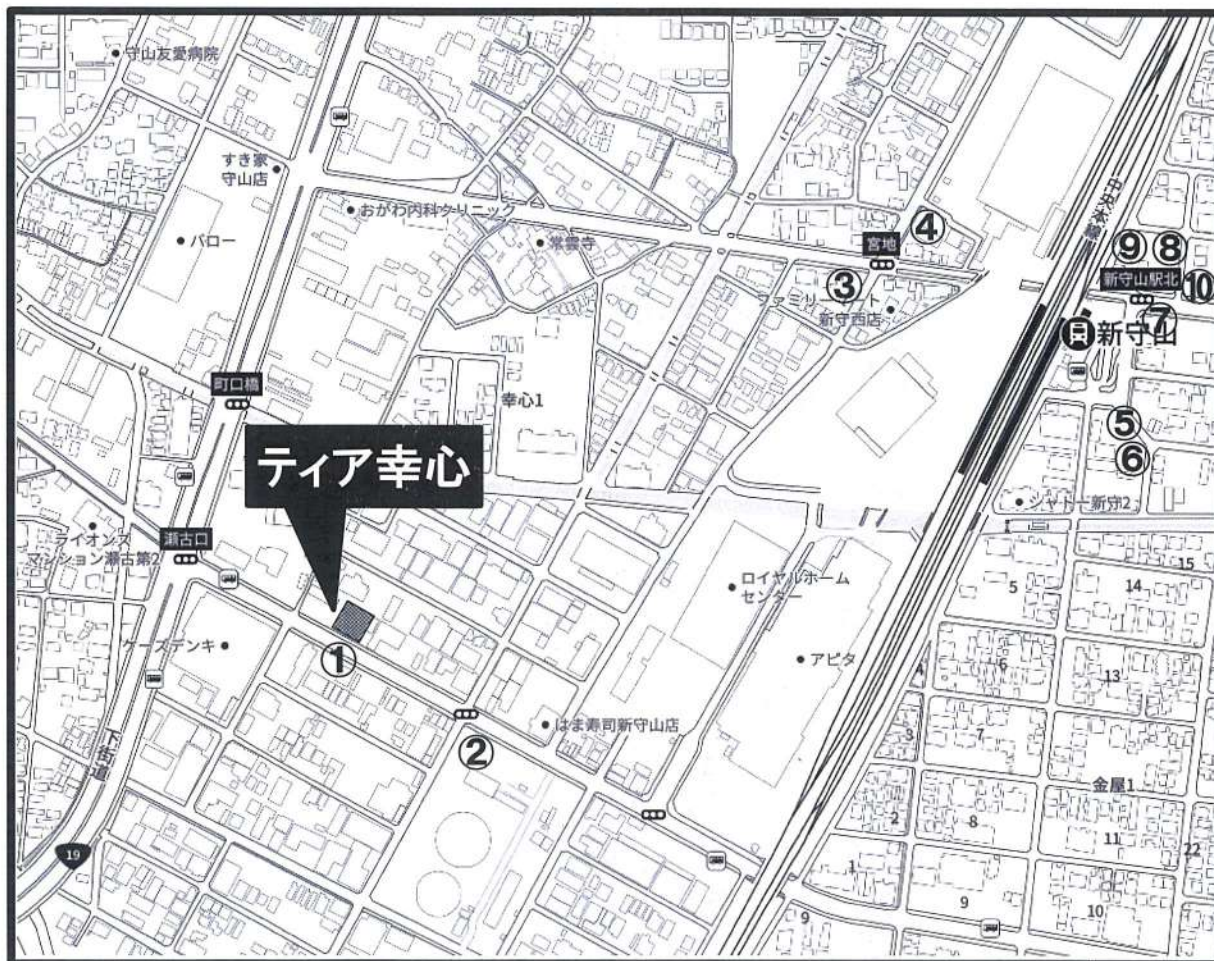 守山友愛病院
すき家
守山店
おがわ内科クリニック
バロー
常雲寺
宮地
④
③
ファミリーマート
新守西店
中央本線
⑨
⑧
新守山駅北
⑩
⑦
新守山
町口橋
幸心1
⑤
⑥
ティア幸心
シャトー新守2
瀬古口
ライオンズ
マンション瀬古第2
ロイヤルホーム
センター
ケーズデンキ
①
アピタ
はま寿司新守山店
②
下街道
19
15
14
5
6
13
4
3
7
金屋1
2
8
11
22
1
9
9
10